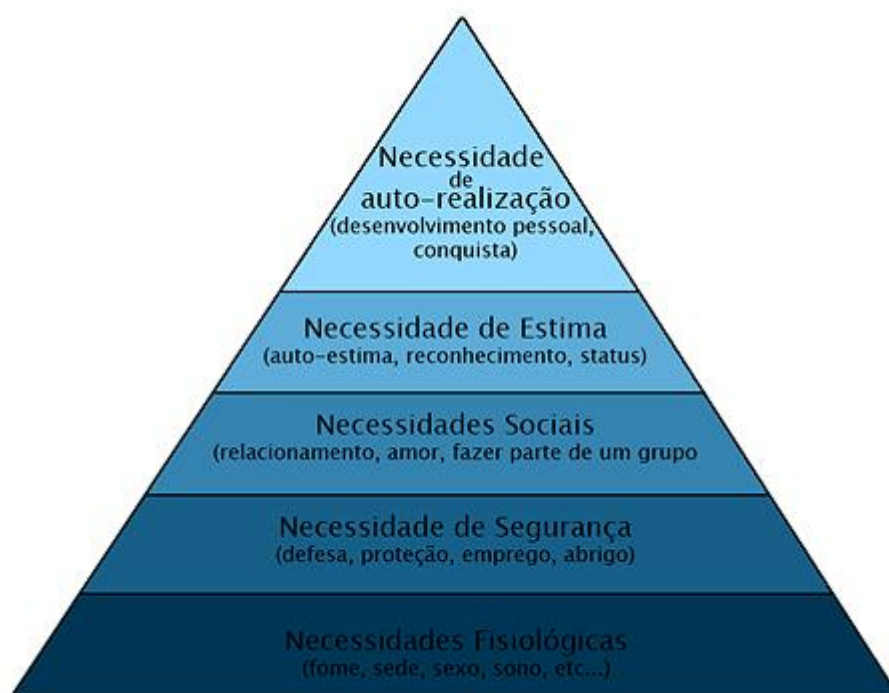 Necessidade
de
auto-realização
(desenvolvimento pessoal,
conquista)
Necessidade de Estima
(auto-estima, reconhecimento, status)
Necessidades Sociais
(relacionamento, amor, fazer parte de um grupo
Necessidade de Segurança
(defesa, proteção, emprego, abrigo)
Necessidades Fisiológicas
(fome, sede, sexo, sono, etc...)